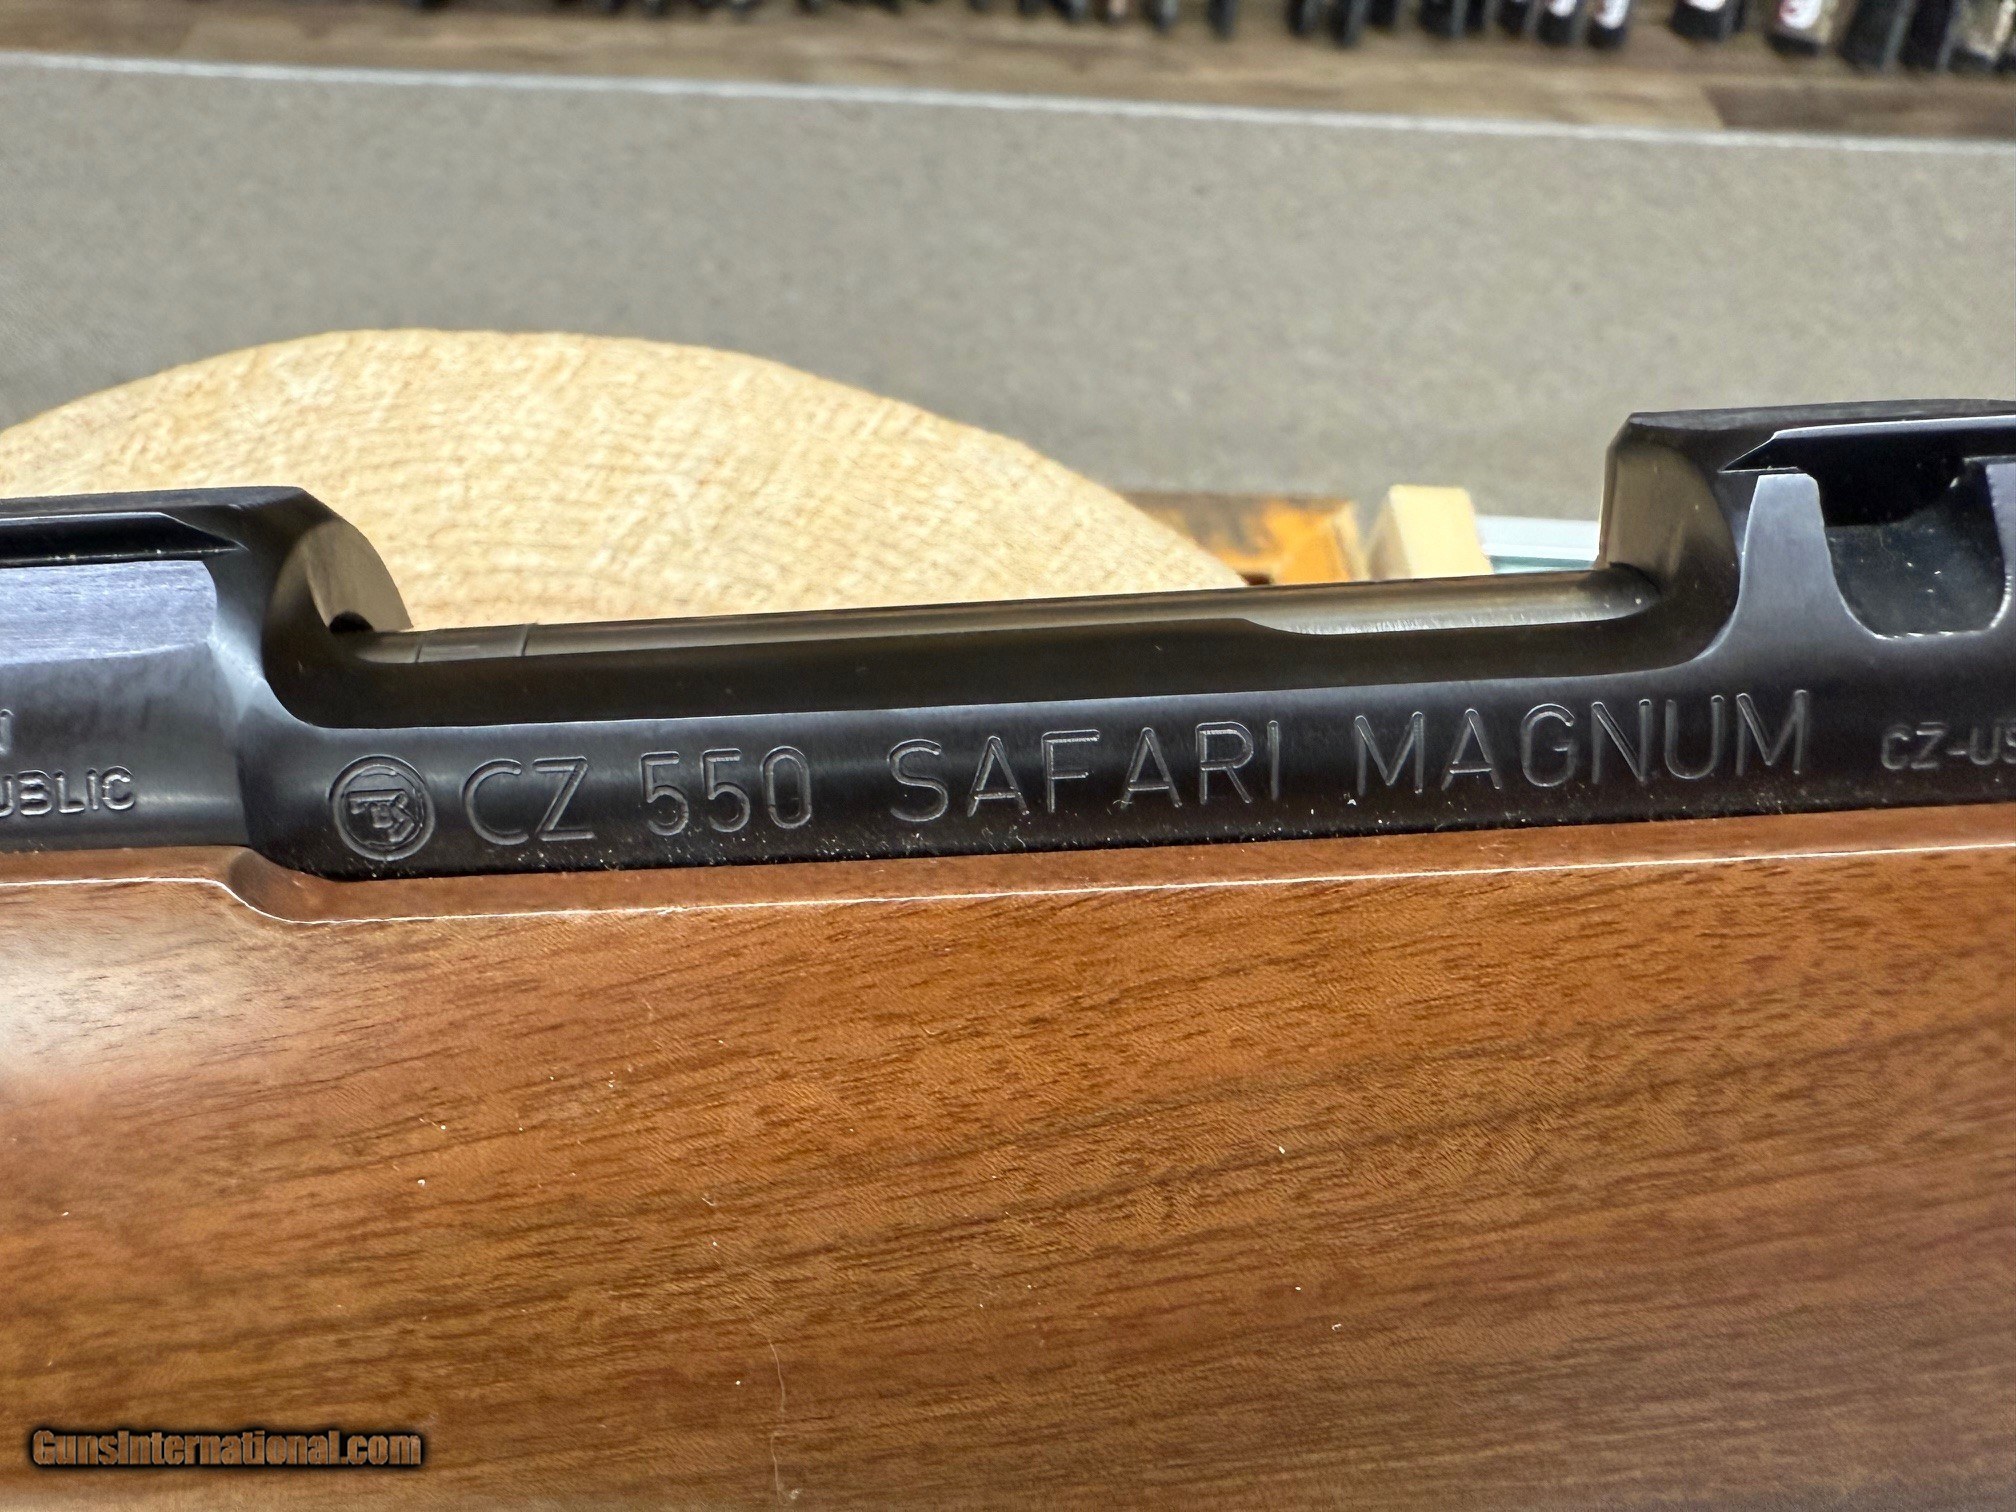 CZ 550 SAFARI MAGNUM
GunsInternational.com